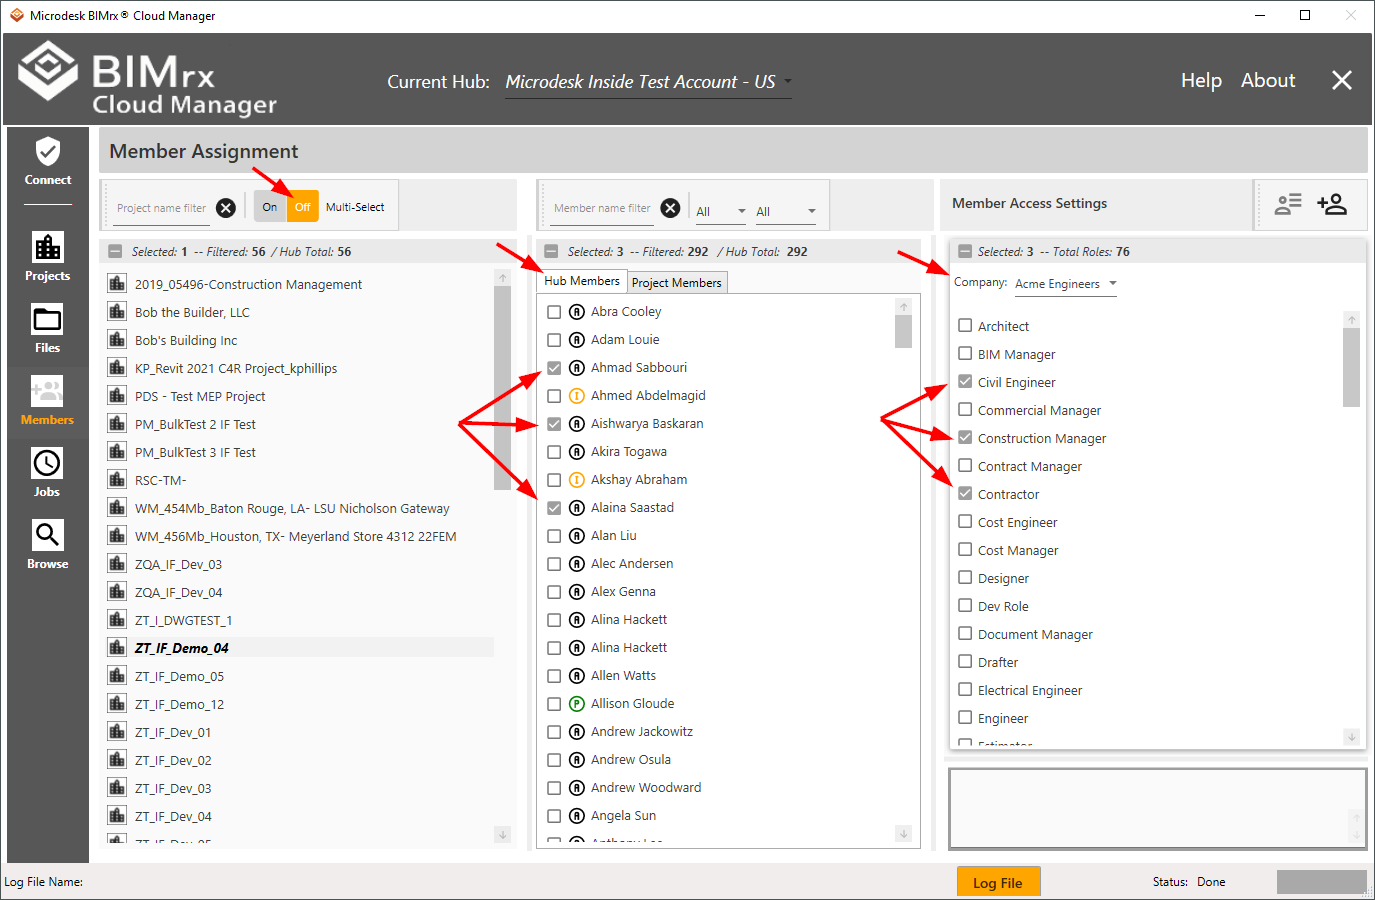 Microdesk BIMrx® Cloud Manager
BIMrx
Cloud Manager
Current Hub: Microdesk Inside Test Account - US
Help About
Connect
Projects
Files
Members
Jobs
Browse
Member Assignment
Project name filter
On Off Multi-Select
Selected: 1 -- Filtered: 56 / Hub Total: 56
2019_05496-Construction Management
Bob the Builder, LLC
Bob's Building Inc
KP_Revit 2021 C4R Project_kphillips
PDS - Test MEP Project
PM_BulkTest 2 IF Test
PM_BulkTest 3 IF Test
RSC-TM-
WM_454Mb_Baton Rouge, LA- LSU Nicholson Gateway
WM_456Mb_Houston, TX- Meyerland Store 4312 22FEM
ZQA_IF_Dev_03
ZQA_IF_Dev_04
ZT_I_DWGTEST_1
ZT_IF_Demo_04
ZT_IF_Demo_05
ZT_IF_Demo_12
ZT_IF_Dev_01
ZT_IF_Dev_02
ZT_IF_Dev_03
ZT_IF_Dev_04
Member name filter
All All
Selected: 3 -- Filtered: 292 / Hub Total: 292
Hub Members Project Members
A Abra Cooley
A Adam Louie
A Ahmad Sabbouri
I Ahmed Abdelmagid
A Aishwarya Baskaran
A Akira Togawa
I Akshay Abraham
A Alaina Saastad
A Alan Liu
A Alec Andersen
A Alex Genna
A Alina Hackett
A Alina Hackett
A Allen Watts
P Allison Gloude
A Andrew Jackowitz
A Andrew Osula
A Andrew Woodward
A Angela Sun
Member Access Settings
Selected: 3 -- Total Roles: 76
Company: Acme Engineers
Architect
BIM Manager
Civil Engineer
Commercial Manager
Construction Manager
Contract Manager
Contractor
Cost Engineer
Cost Manager
Designer
Dev Role
Document Manager
Drafter
Electrical Engineer
Engineer
Log File Name:
Log File
Status: Done